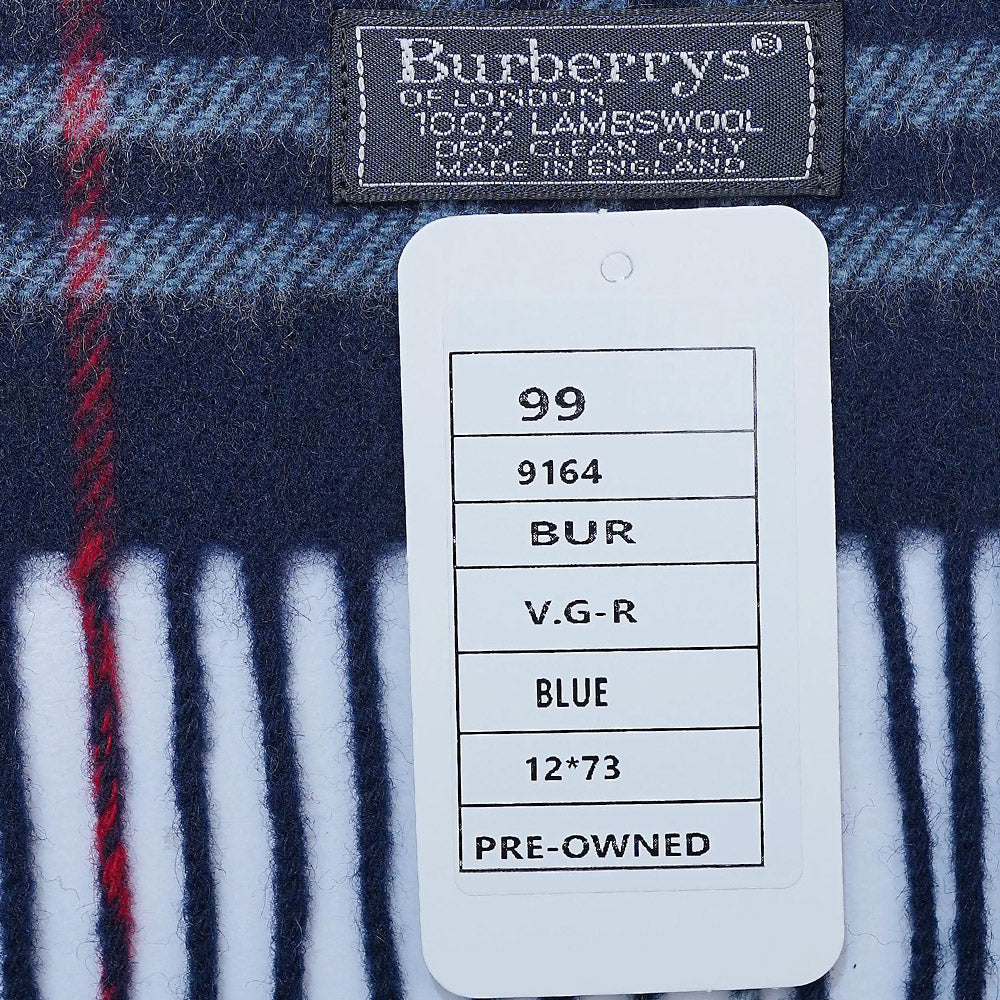 Burberrys®
OF LONDON
100% LAMBSWOOL
DRY CLEAN ONLY
MADE IN ENGLAND
99
9164
BUR
V.G-R
BLUE
12*73
PRE-OWNED